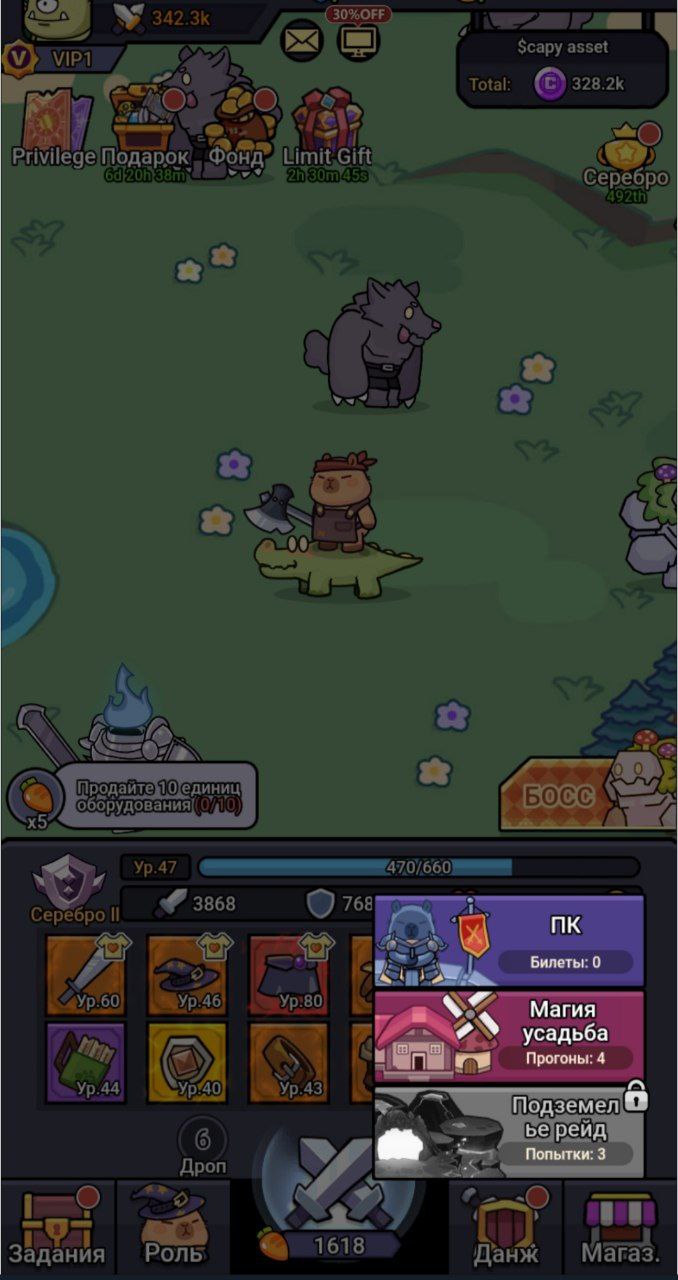 342.3k
30%OFF
VIP1
$capy asset
Total: 328.2k
Privilege Подарок Фонд Limit Gift
6d 20h 38m 2h 30m 45s
Серебро
492th
Продайте 10 единиц
оборудования (0/10)
x5
БОСС
Ур.47 470/660
Серебро II 3868 768
ПК
Билеты: 0
Ур.60 Ур.46 Ур.80
Магия
усадьба
Прогоны: 4
Ур.44 Ур.40 Ур.43
Подземел
ье рейд
Попытки: 3
6
Дроп
1618
Задания Роль Данж Магаз.